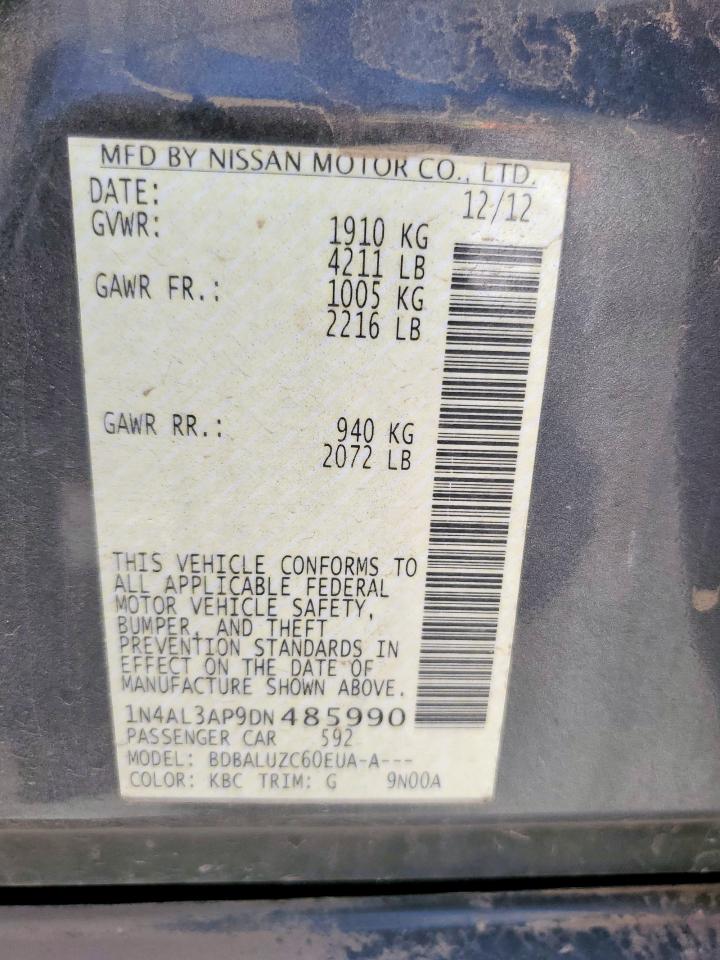 MFD BY NISSAN MOTOR CO., LTD.
DATE: 12/12
GVWR: 1910 KG
4211 LB
GAWR FR.: 1005 KG
2216 LB
GAWR RR.: 940 KG
2072 LB
THIS VEHICLE CONFORMS TO
ALL APPLICABLE FEDERAL
MOTOR VEHICLE SAFETY,
BUMPER, AND THEFT
PREVENTION STANDARDS IN
EFFECT ON THE DATE OF
MANUFACTURE SHOWN ABOVE.
1N4AL3AP9DN 485990
PASSENGER CAR 592
MODEL: BDBALUZC60EUA-A---
COLOR: KBC TRIM: G 9N00A